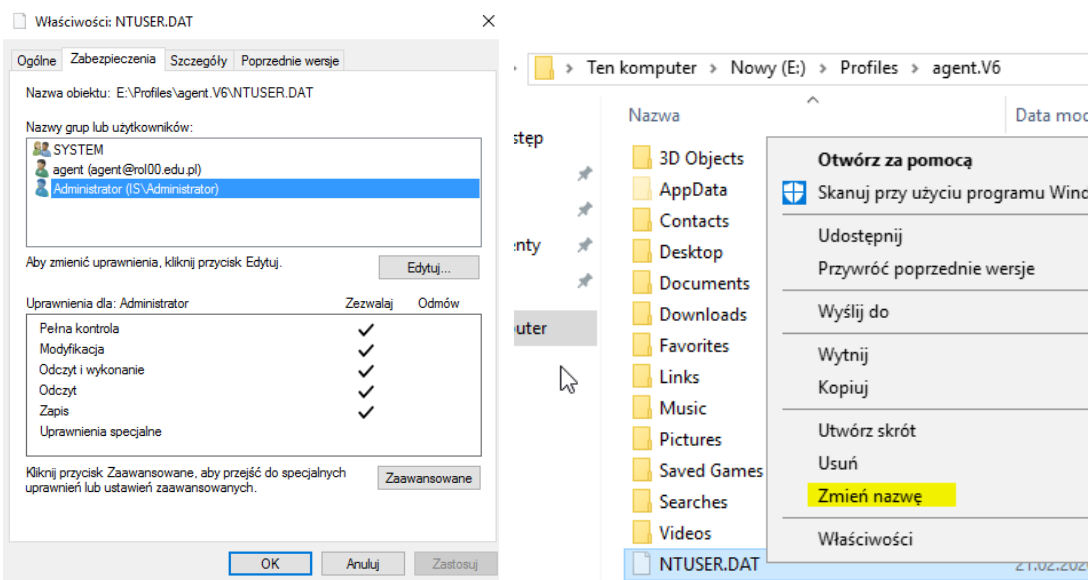 Właściwości: NTUSER.DAT
Ogólne Zabezpieczenia Szczegóły Poprzednie wersje
Nazwa obiektu: E:\Profiles\agent.V6\NTUSER.DAT
Nazwy grup lub użytkowników:
SYSTEM
agent (agent@rol00.edu.pl)
Administrator (IS\Administrator)
Aby zmienić uprawnienia, kliknij przycisk Edytuj.
Edytuj...
Uprawnienia dla: Administrator Zezwalaj Odmów
Pełna kontrola
Modyfikacja
Odczyt i wykonanie
Odczyt
Zapis
Uprawnienia specjalne
Kliknij przycisk Zaawansowane, aby przejść do specjalnych
uprawnień lub ustawień zaawansowanych.
Zaawansowane
OK Anuluj Zastosuj
Ten komputer > Nowy (E:) > Profiles > agent.V6
Nazwa Data mod
stęp
enty
uter
3D Objects
AppData
Contacts
Desktop
Documents
Downloads
Favorites
Links
Music
Pictures
Saved Games
Searches
Videos
NTUSER.DAT
Otwórz za pomocą
Skanuj przy użyciu programu Wind
Udostępnij
Przywróć poprzednie wersje
Wyślij do
Wytnij
Kopiuj
Utwórz skrót
Usuń
Zmień nazwę
Właściwości